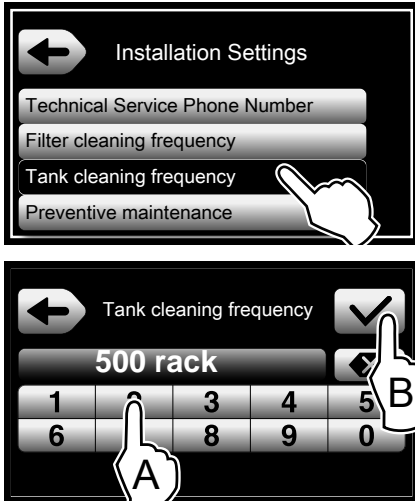 Installation Settings
Technical Service Phone Number
Filter cleaning frequency
Tank cleaning frequency
Preventive maintenance
Tank cleaning frequency
500 rack
1 3 4 5
6 8 9 0
A
B